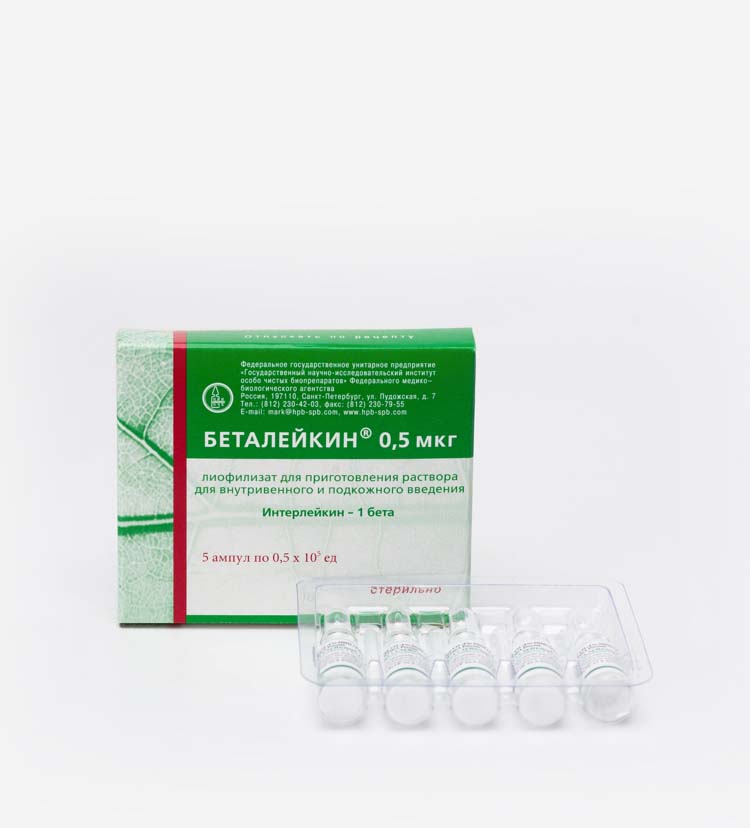 Отпускать по рецепту
Федеральное государственное унитарное предприятие
«Государственный научно-исследовательский институт
особо чистых биопрепаратов» Федерального медико-
биологического агентства
Россия, 197110, Санкт-Петербург, ул. Пудожская, д. 7
Тел.: (812) 230-42-03, факс: (812) 230-79-55
E-mail: mark@hpb-spb.com, www.hpb-spb.com
БЕТАЛЕЙКИН® 0,5 мкг
лиофилизат для приготовления раствора
для внутривенного и подкожного введения
Интерлейкин – 1 бета
5 ампул по 0,5 х 10⁵ ед
стерильно